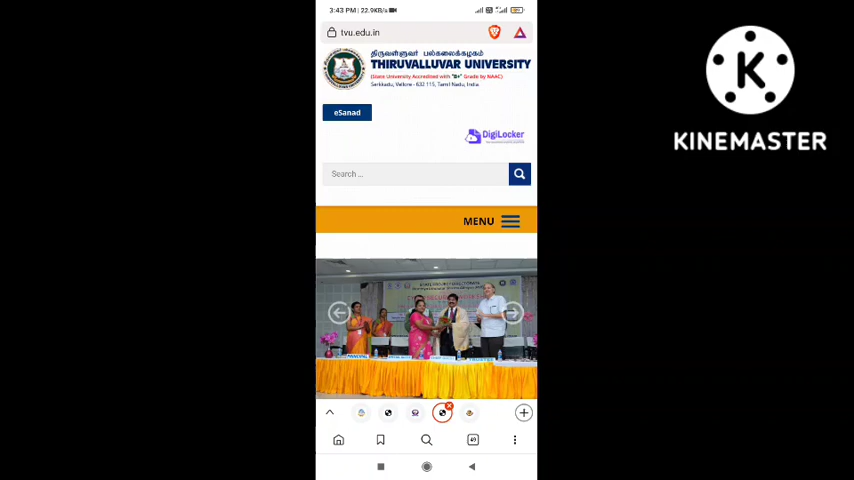 3:43 PM | 22.9KB/s
tvu.edu.in
திருவள்ளுவர் பல்கலைக்கழகம்
THIRUVALLUVAR UNIVERSITY
(State University Accredited with "B+" Grade by NAAC)
Serkkadu, Vellore - 632 115, Tamil Nadu, India.
eSanad
DigiLocker
Search ...
MENU
K
KINEMASTER